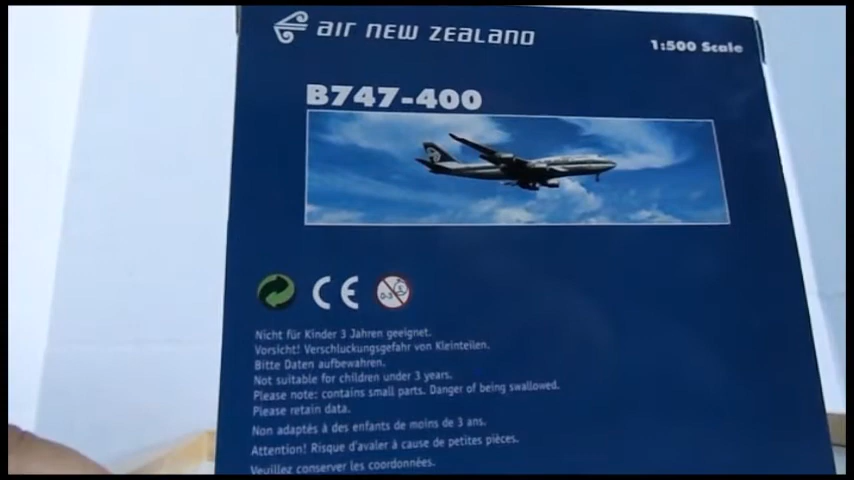 air new zealand
1:500 Scale
B747-400
CE
0-3
Nicht für Kinder 3 Jahren geeignet.
Vorsicht! Verschluckungsgefahr von Kleinteilen.
Bitte Daten aufbewahren.
Not suitable for children under 3 years.
Please note: contains small parts. Danger of being swallowed.
Please retain data.
Non adaptés à des enfants de moins de 3 ans.
Attention! Risque d'avaler à cause de petites pièces.
Veuillez conserver les coordonnées.